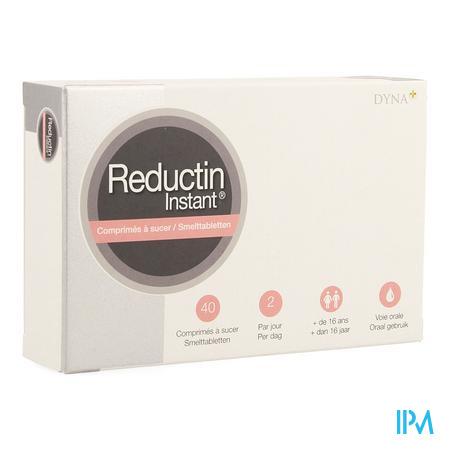 DYNA+
Reductin
Reductin
Instant®
Comprimés à sucer / Smelttabletten
40
Comprimés à sucer
Smelttabletten
2
Par jour
Per dag
+ de 16 ans
+ dan 16 jaar
Voie orale
Oraal gebruik
IPM